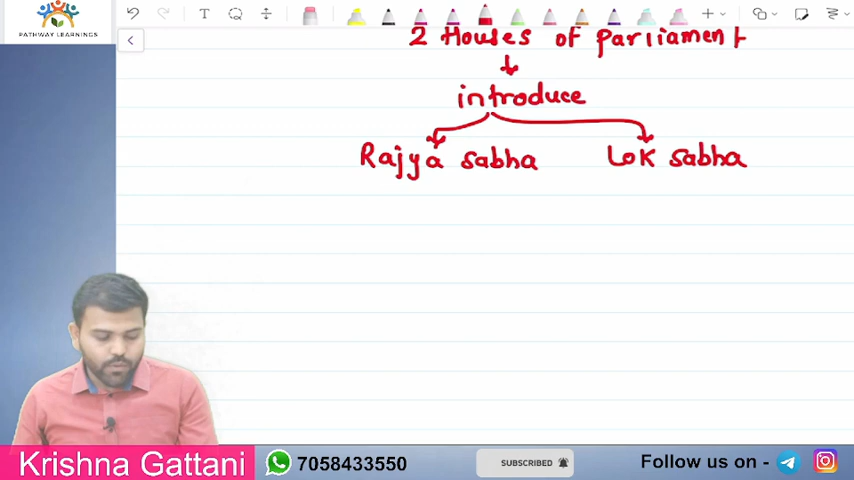 PATHWAY LEARNINGS
T
2 Houses of parliament
introduce
Rajya sabha Lok sabha
Krishna Gattani 7058433550 SUBSCRIBED Follow us on -